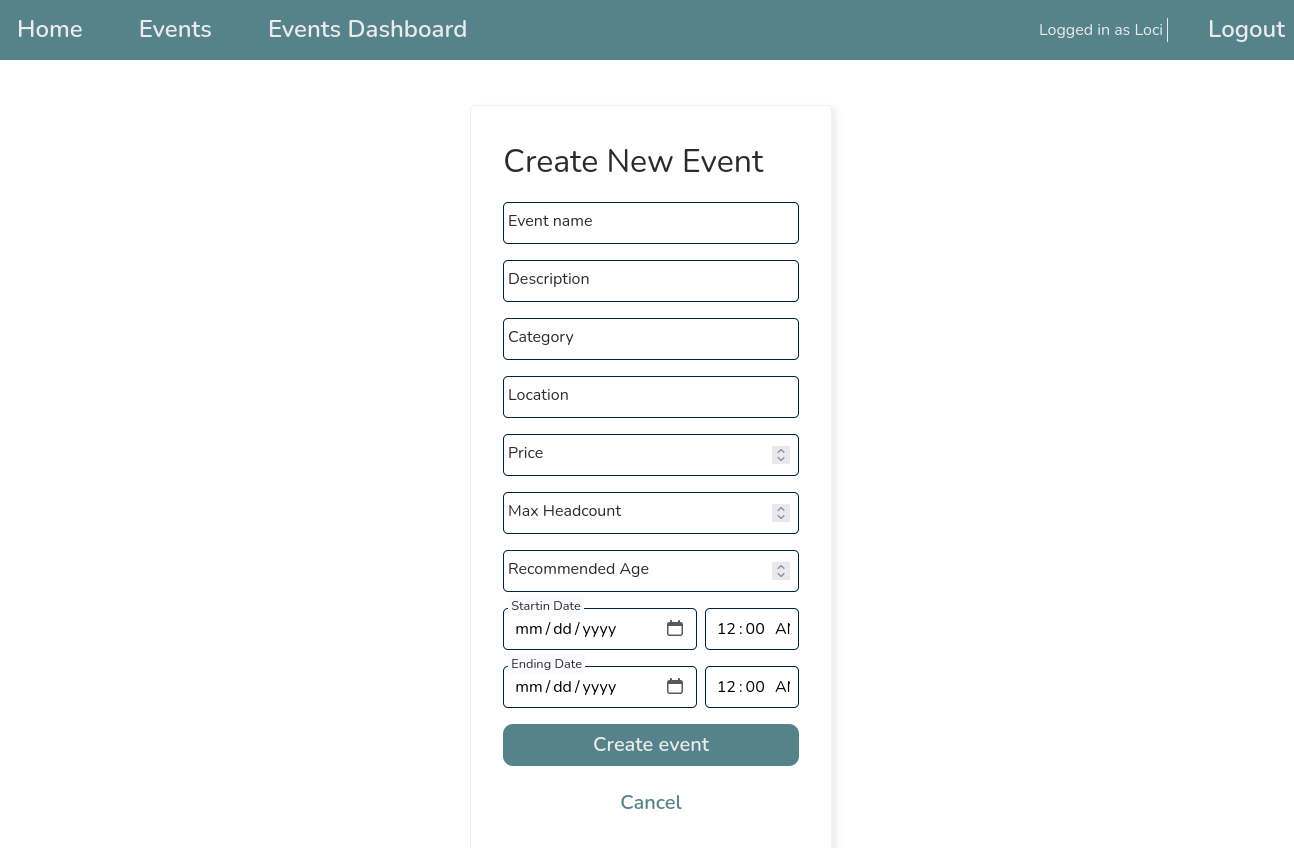 Home Events Events Dashboard Logged in as Loci Logout
Create New Event
Event name
Description
Category
Location
Price
Max Headcount
Recommended Age
Startin Date
mm/dd/yyyy 12:00
Ending Date
mm/dd/yyyy 12:00
Create event
Cancel